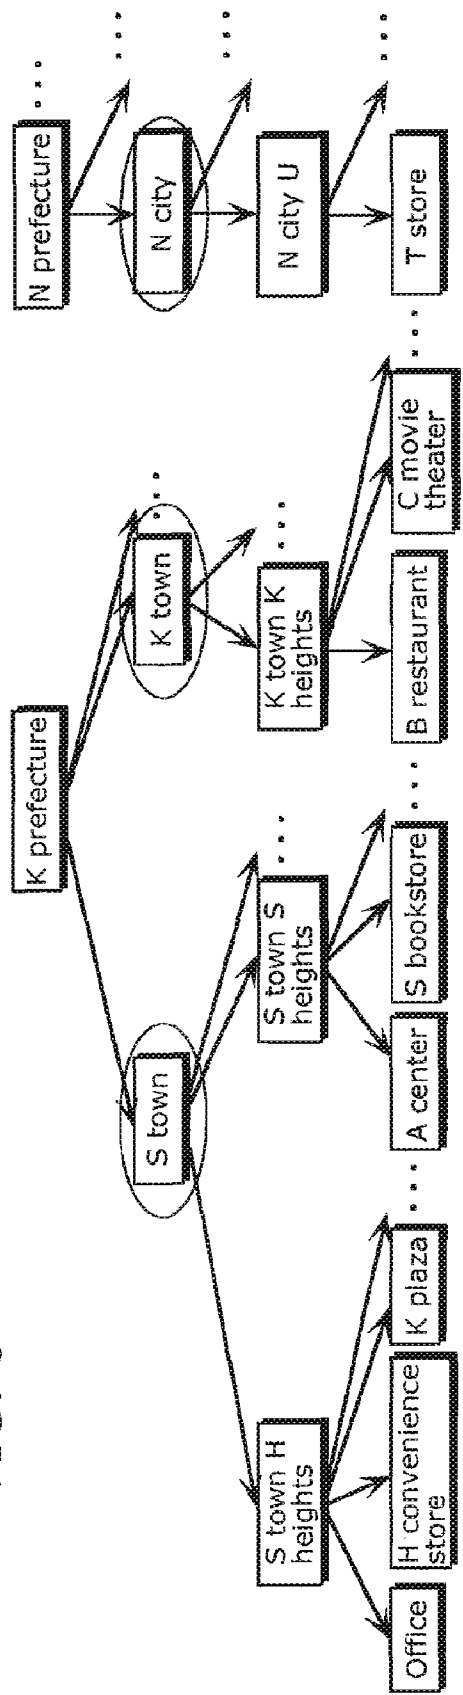 K prefecture
N prefecture
...
S town
K town
...
N city
...
S town H
heights
S town S
heights
...
K town K
heights
...
N city U
...
Office
H convenience
store
K plaza
...
A center
S bookstore
...
B restaurant
C movie
theater
...
T store
...